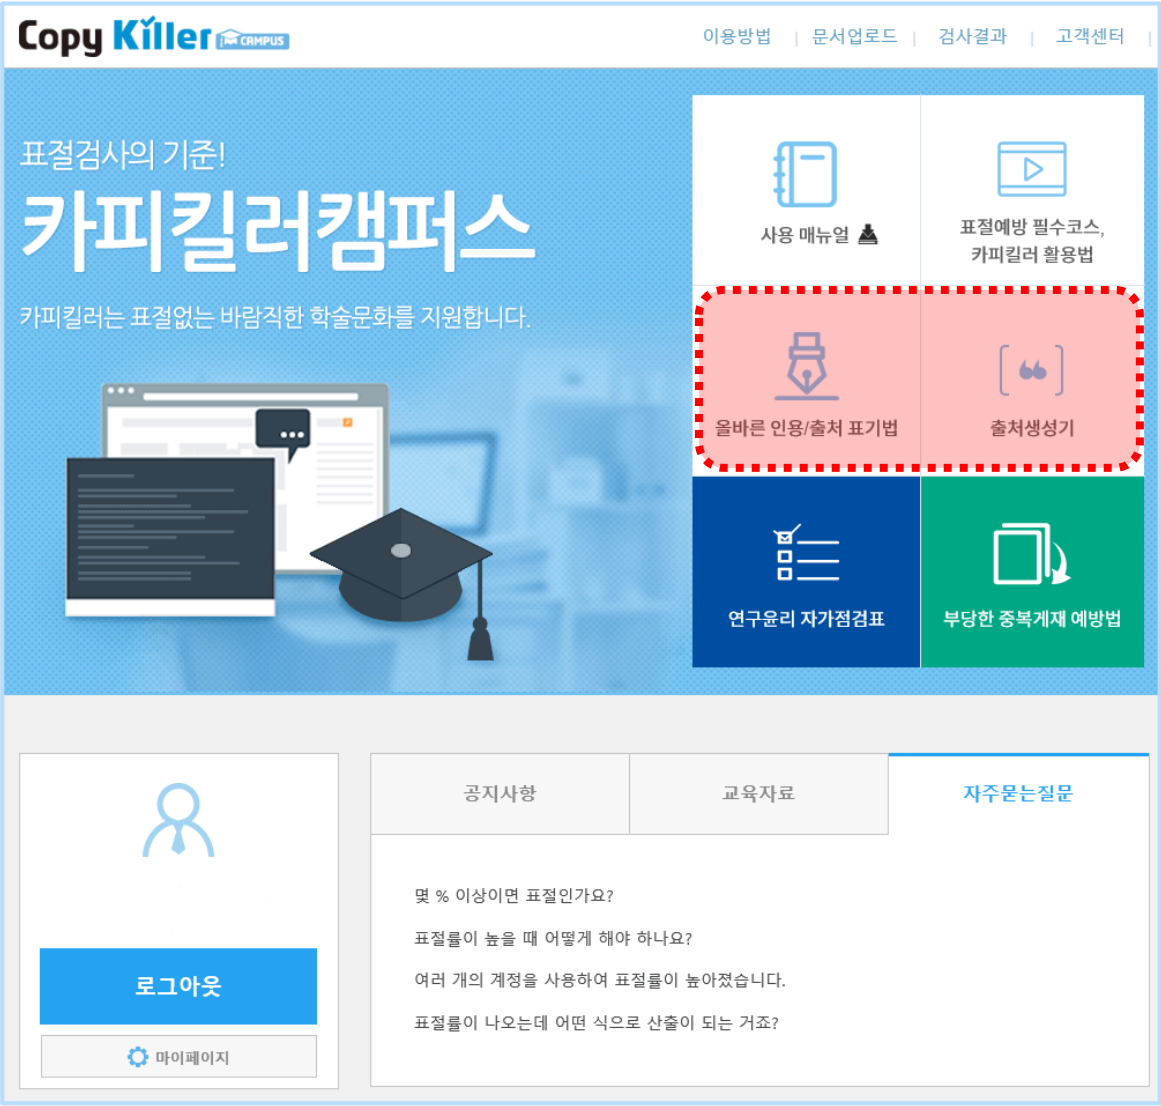 Copy Killer CAMPUS
이용방법 | 문서업로드 | 검사결과 | 고객센터 |
표절검사의 기준!
카피킬러캠퍼스
카피킬러는 표절없는 바람직한 학술문화를 지원합니다.
사용 매뉴얼
표절예방 필수코스,
카피킬러 활용법
올바른 인용/출처 표기법
출처생성기
연구윤리 자가점검표
부당한 중복게재 예방법
로그아웃
마이페이지
공지사항
교육자료
자주묻는질문
몇 % 이상이면 표절인가요?
표절률이 높을 때 어떻게 해야 하나요?
여러 개의 계정을 사용하여 표절률이 높아졌습니다.
표절률이 나오는데 어떤 식으로 산출이 되는 거죠?